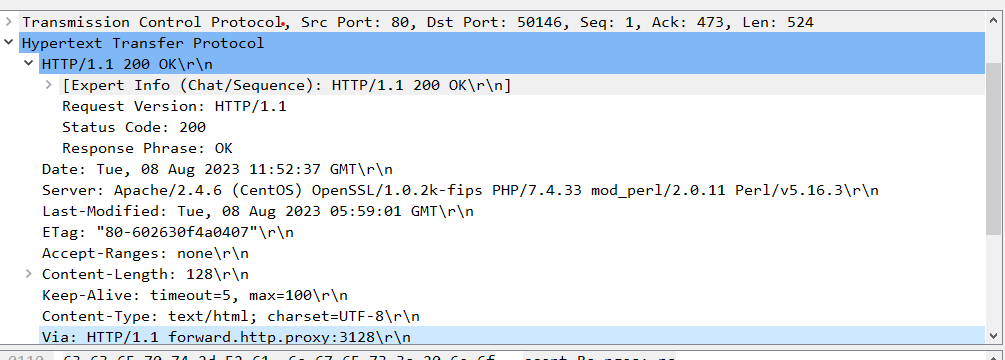 Transmission Control Protocol, Src Port: 80, Dst Port: 50146, Seq: 1, Ack: 473, Len: 524
Hypertext Transfer Protocol
HTTP/1.1 200 OK\r\n
[Expert Info (Chat/Sequence): HTTP/1.1 200 OK\r\n]
Request Version: HTTP/1.1
Status Code: 200
Response Phrase: OK
Date: Tue, 08 Aug 2023 11:52:37 GMT\r\n
Server: Apache/2.4.6 (CentOS) OpenSSL/1.0.2k-fips PHP/7.4.33 mod_perl/2.0.11 Perl/v5.16.3\r\n
Last-Modified: Tue, 08 Aug 2023 05:59:01 GMT\r\n
ETag: "80-602630f4a0407"\r\n
Accept-Ranges: none\r\n
Content-Length: 128\r\n
Keep-Alive: timeout=5, max=100\r\n
Content-Type: text/html; charset=UTF-8\r\n
Via: HTTP/1.1 forward.http.proxy:3128\r\n